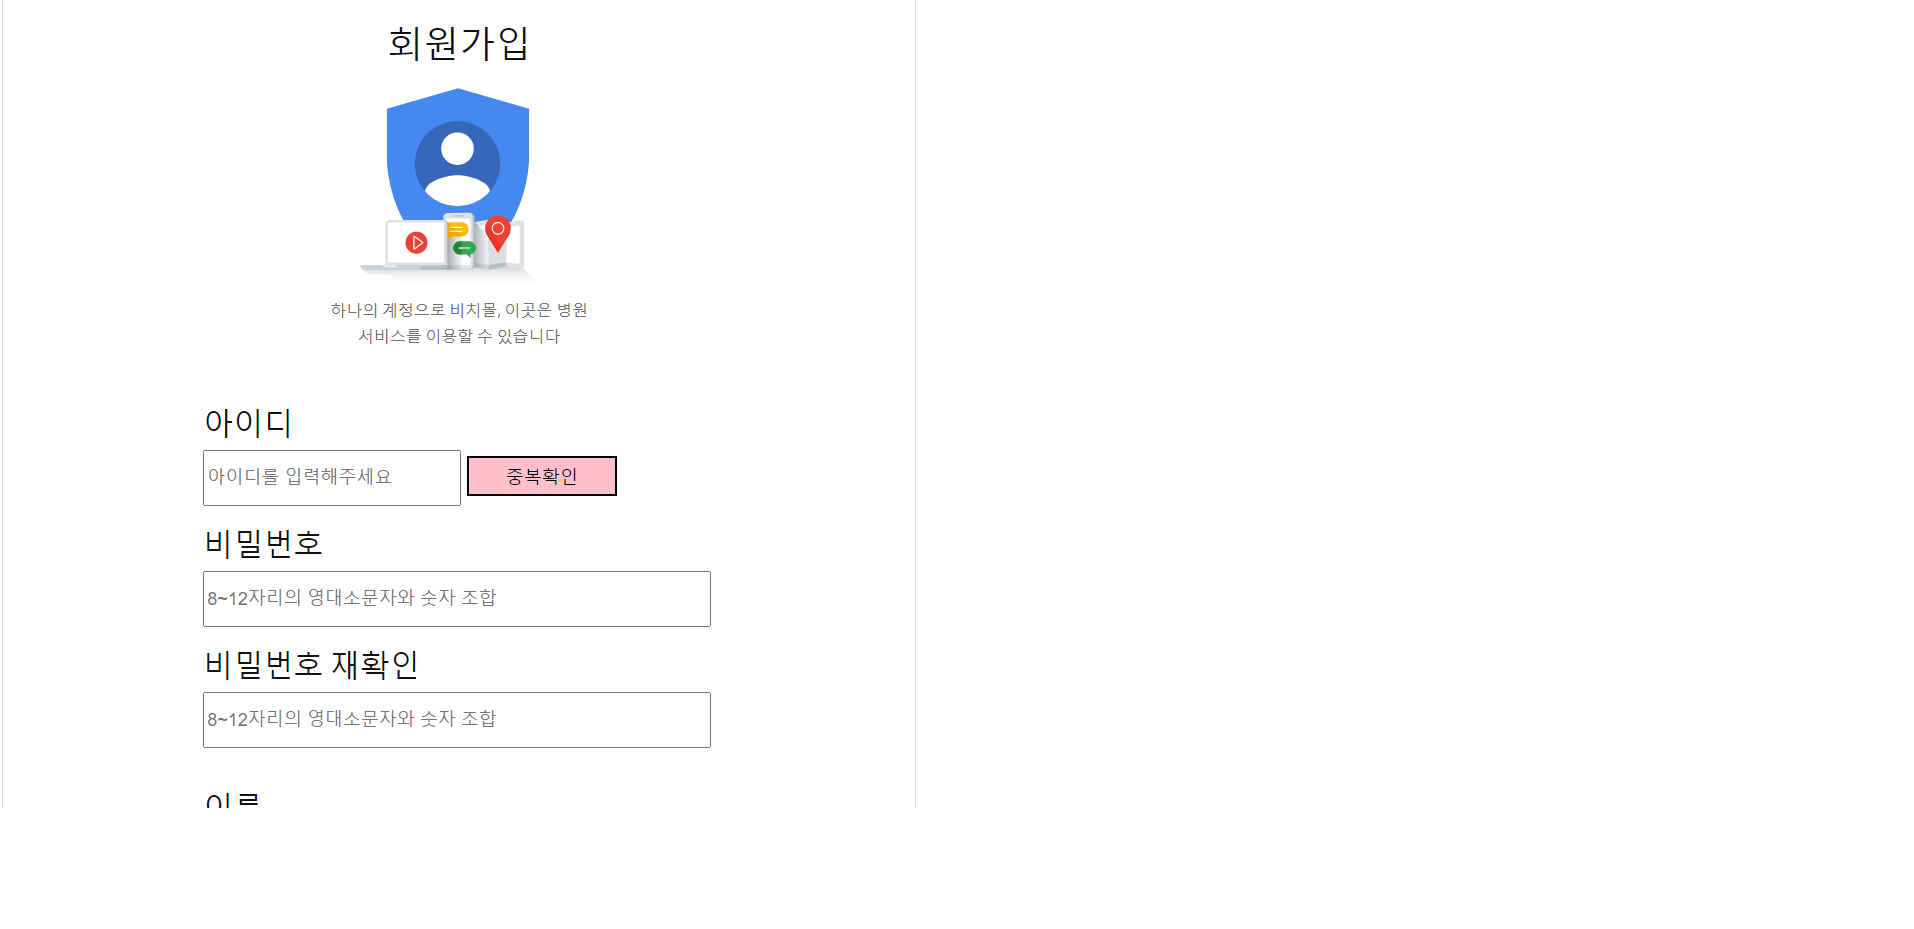 회원가입
하나의 계정으로 비치몰, 이곳은 병원
서비스를 이용할 수 있습니다
아이디
아이디를 입력해주세요
중복확인
비밀번호
8~12자리의 영대소문자와 숫자 조합
비밀번호 재확인
8~12자리의 영대소문자와 숫자 조합